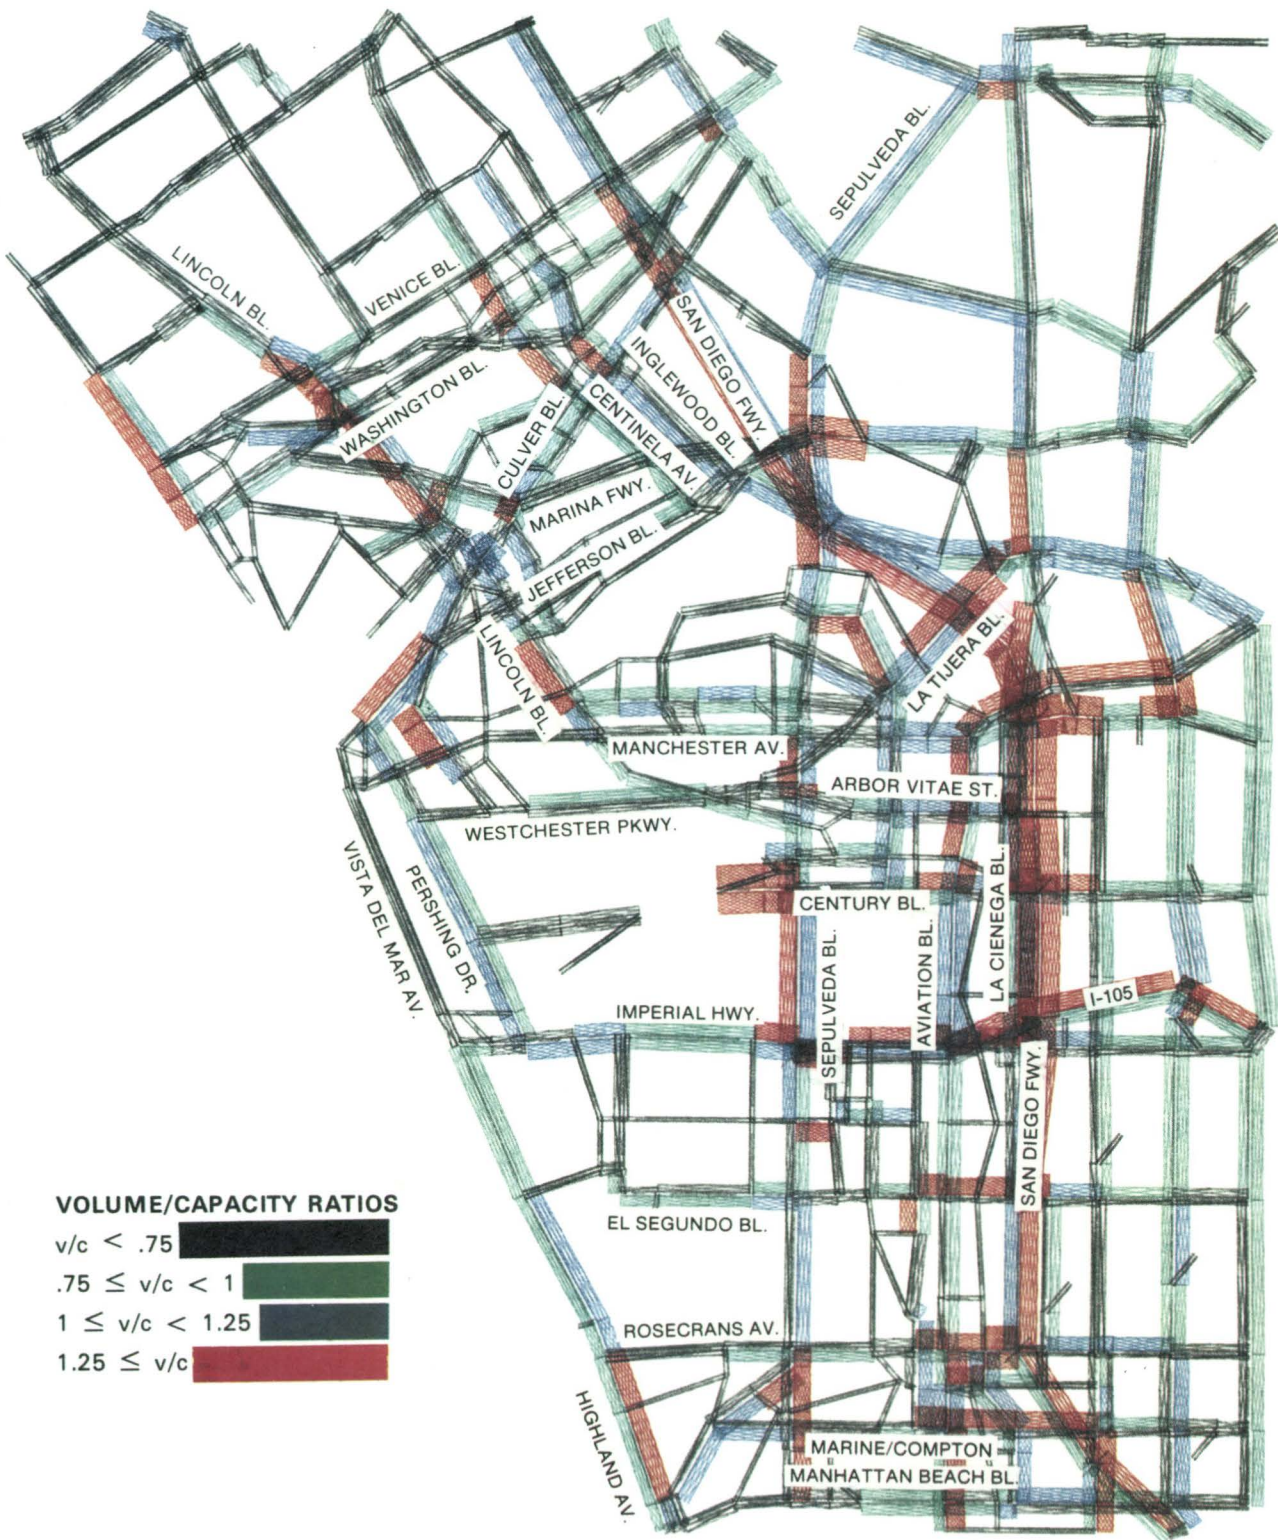 SEPULVEDA BL.
LINCOLN BL.
VENICE BL.
SAN DIEGO FWY.
INGLEWOOD BL.
WASHINGTON BL.
CENTINELA AV.
CULVER BL.
MARINA FWY.
JEFFERSON BL.
LINCOLN BL.
LA TIJERA BL.
MANCHESTER AV.
ARBOR VITAE ST.
WESTCHESTER PKWY.
VISTA DEL MAR AV.
PERSHING DR.
CENTURY BL.
LA CIENEGA BL.
AVIATION BL.
SEPULVEDA BL.
I-105
IMPERIAL HWY.
SAN DIEGO FWY.
VOLUME/CAPACITY RATIOS
v/c < .75
.75 ≤ v/c < 1
1 ≤ v/c < 1.25
1.25 ≤ v/c
EL SEGUNDO BL.
ROSECRANS AV.
HIGHLAND AV.
MARINE/COMPTON
MANHATTAN BEACH BL.